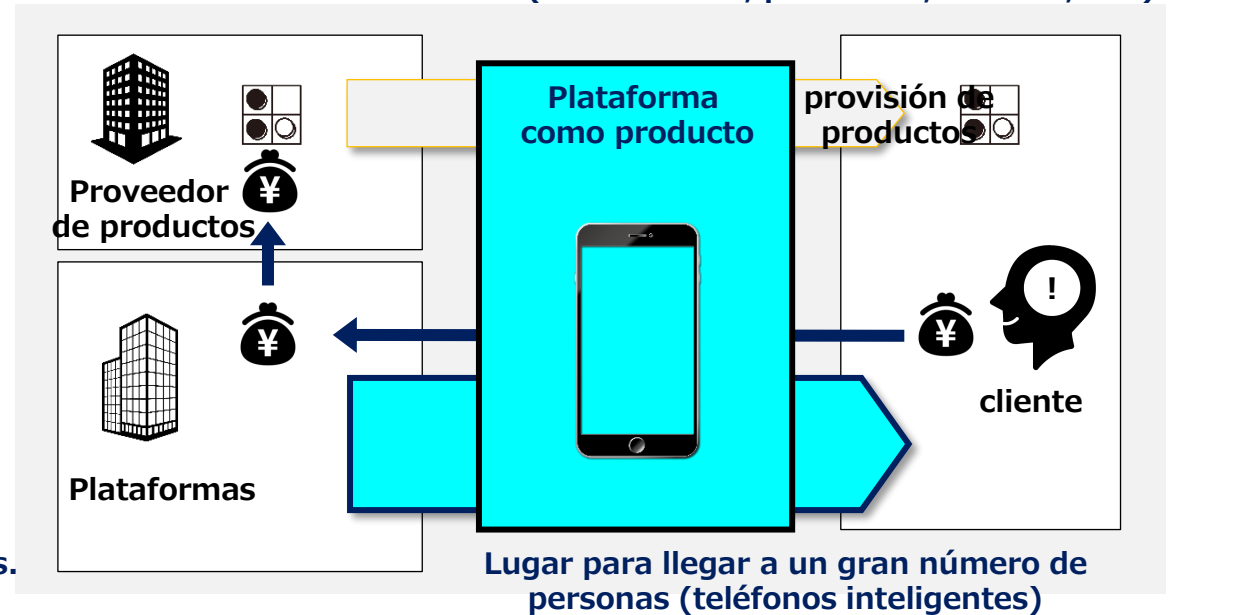 Plataforma
como producto
provisión de
productos
Proveedor
de productos
¥
¥
¥
!
cliente
Plataformas
s.
Lugar para llegar a un gran número de
personas (teléfonos inteligentes)